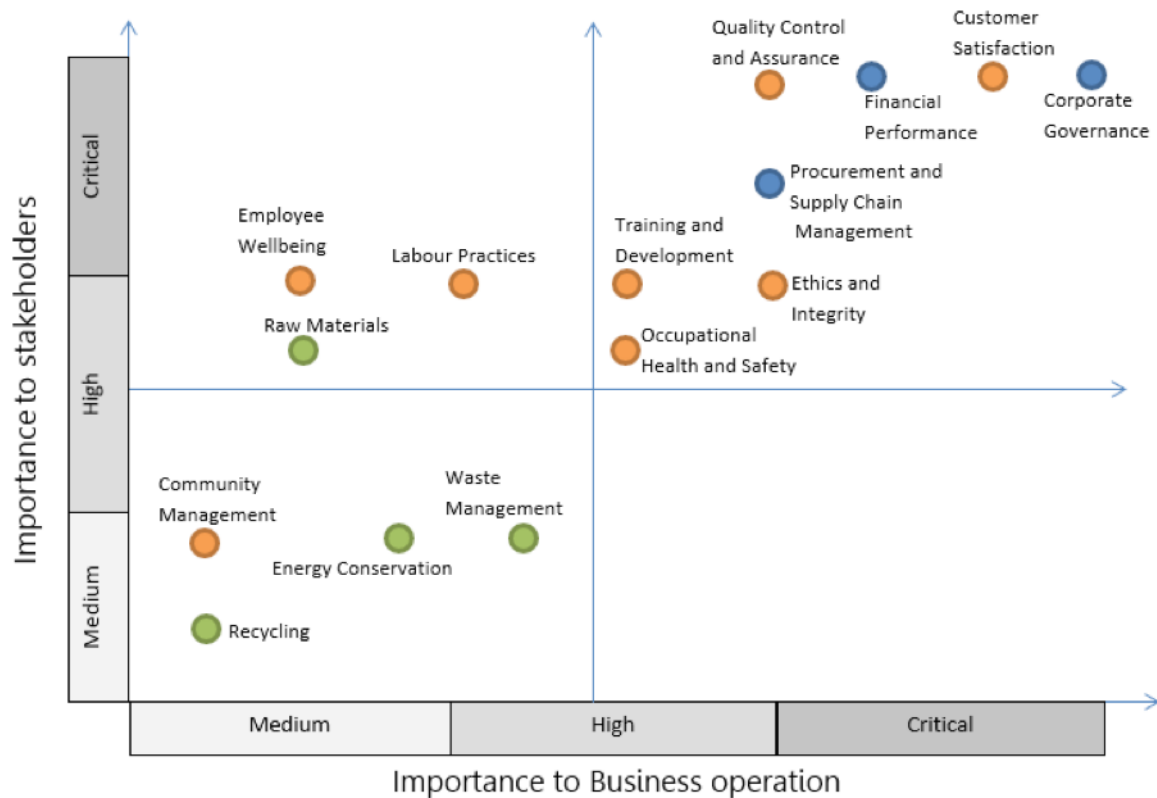 Quality Control
and Assurance
Customer
Satisfaction
Financial
Performance
Corporate
Governance
Critical
Procurement and
Supply Chain
Management
Employee
Wellbeing
Labour Practices
Training and
Development
Ethics and
Integrity
Raw Materials
Occupational
Health and Safety
High
Importance to stakeholders
Community
Management
Waste
Management
Energy Conservation
Medium
Recycling
Medium
High
Critical
Importance to Business operation